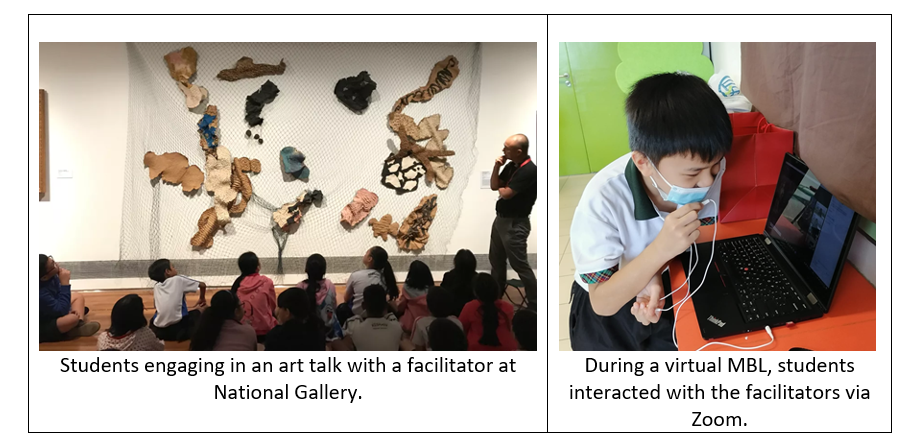 Students engaging in an art talk with a facilitator at
National Gallery.
During a virtual MBL, students
interacted with the facilitators via
Zoom.
ThinkPad